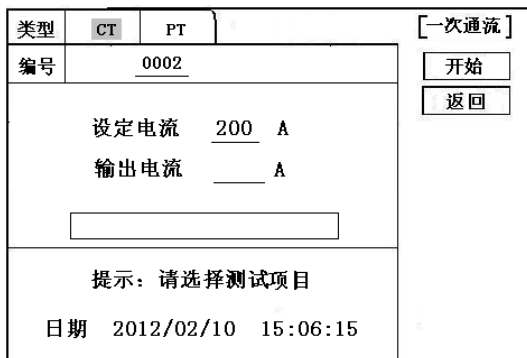 类型 CT PT
[一次通流]
编号 0002
开始
返回
设定电流 200 A
输出电流 A
提示：请选择测试项目
日期 2012/02/10 15:06:15